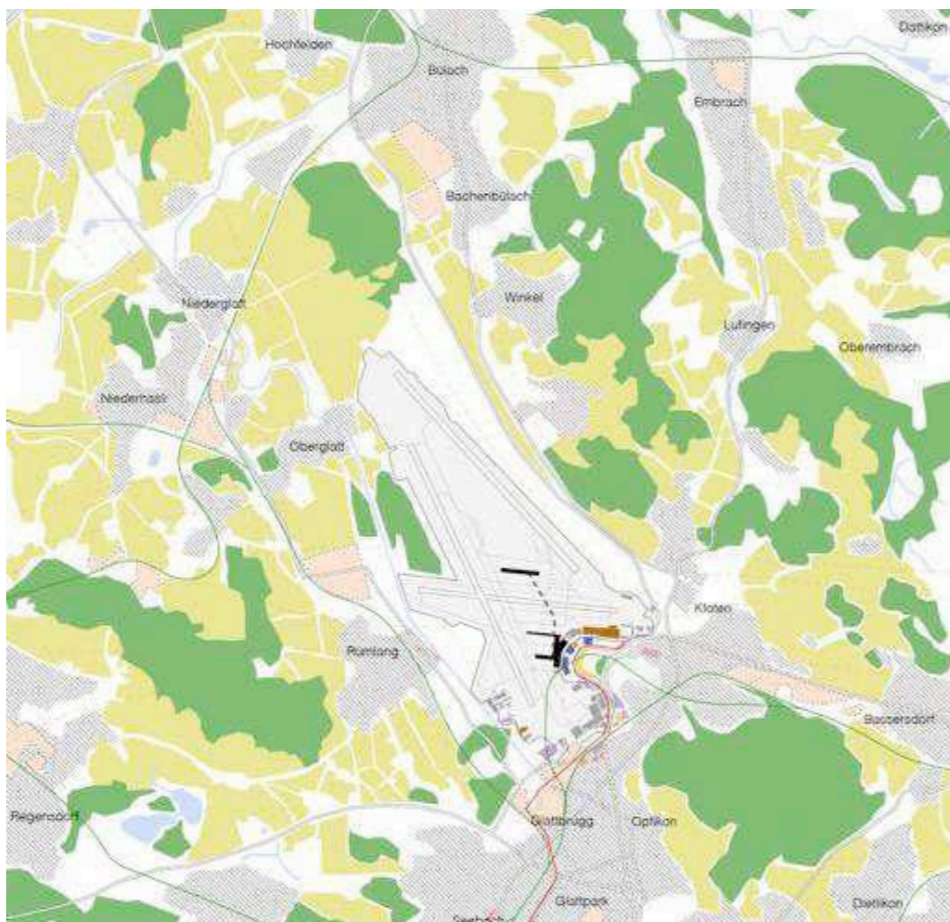 Dättlikon
Hochfelden
Bülach
Embrach
Bachenbülach
Winkel
Niederglatt
Lufingen
Oberembrach
Niederhasli
Oberglatt
Kloten
Rümlang
Bassersdorf
Regensdorf
Glattbrugg
Opfikon
Glattpark
Dietlikon
Seebach